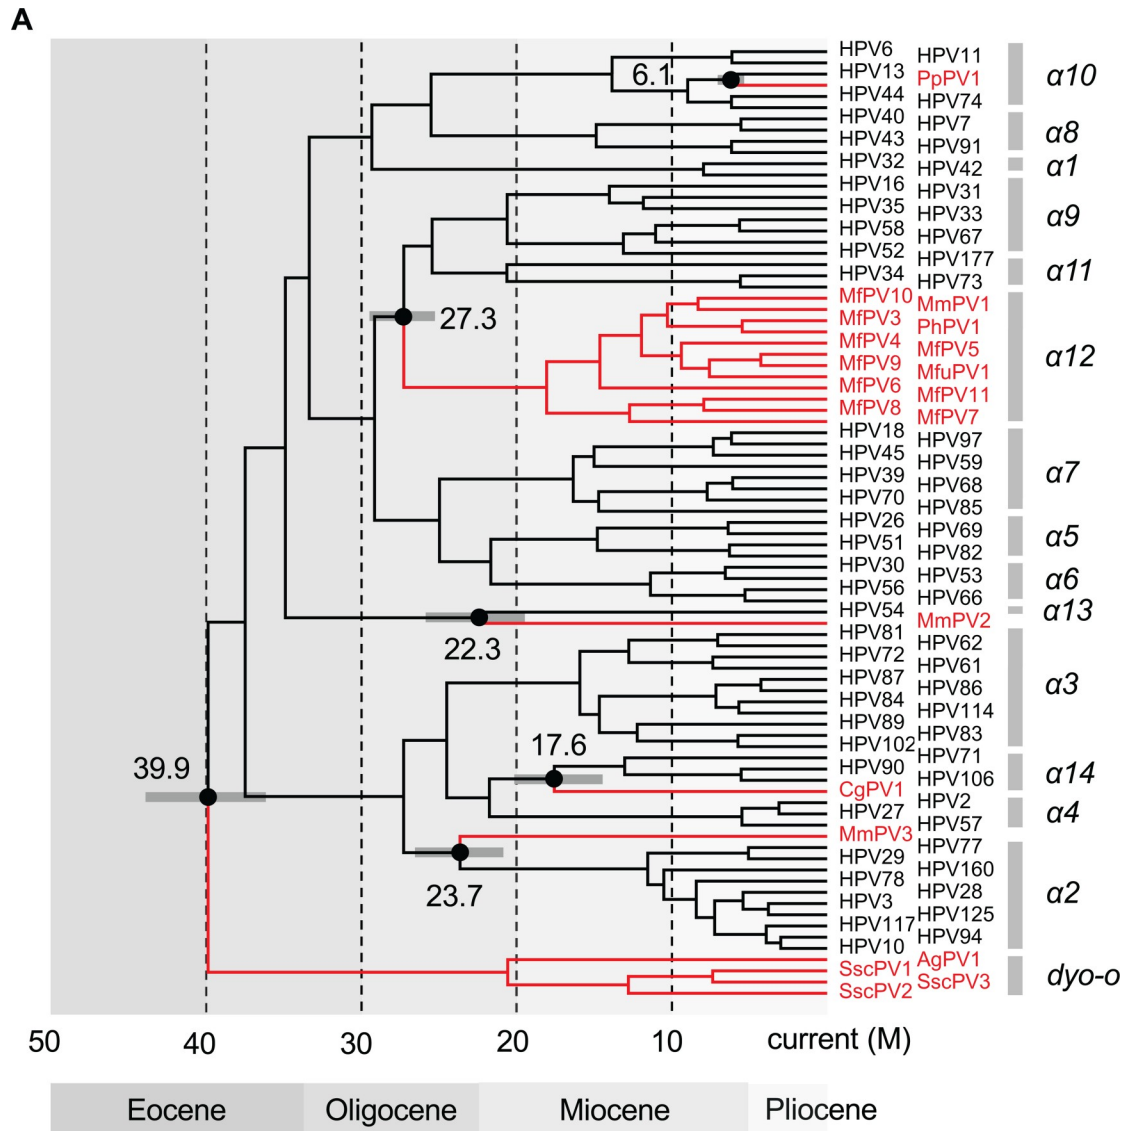 A
HPV6
HPV11
6.1
HPV13
PpPV1
α10
HPV44
HPV74
HPV40
HPV7
α8
HPV43
HPV91
HPV32
HPV42
α1
HPV16
HPV31
HPV35
HPV33
α9
HPV58
HPV67
HPV52
HPV177
HPV34
HPV73
α11
MfPV10
MmPV1
27.3
MfPV3
PhPV1
MfPV4
MfPV5
α12
MfPV9
MfuPV1
MfPV6
MfPV11
MfPV8
MfPV7
HPV18
HPV97
HPV45
HPV59
α7
HPV39
HPV68
HPV70
HPV85
HPV26
HPV69
α5
HPV51
HPV82
HPV30
HPV53
α6
HPV56
HPV66
HPV54
MmPV2
α13
22.3
HPV81
HPV62
HPV72
HPV61
α3
HPV87
HPV86
HPV84
HPV114
HPV89
HPV83
17.6
HPV102
HPV71
39.9
HPV90
HPV106
α14
CgPV1
HPV2
α4
HPV27
HPV57
MmPV3
HPV77
HPV29
HPV160
23.7
HPV78
HPV28
α2
HPV3
HPV125
HPV117
HPV94
HPV10
AgPV1
SscPV1
SscPV3
dyo-o
SscPV2
50 40 30 20 10 current (M)
Eocene Oligocene Miocene Pliocene